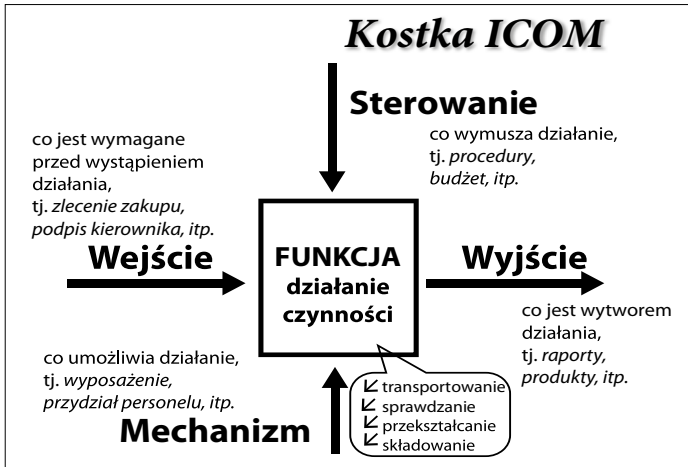 Kostka ICOM
Sterowanie
co wymusza działanie,
tj. procedury,
budżet, itp.
co jest wymagane
przed wystąpieniem
działania,
tj. zlecenie zakupu,
podpis kierownika, itp.
Wejście
FUNKCJA
działanie
czynności
Wyjście
co jest wytworem
działania,
tj. raporty,
produkty, itp.
co umożliwia działanie,
tj. wyposażenie,
przydział personelu, itp.
Mechanizm
transportowanie
sprawdzanie
przekształcanie
składowanie